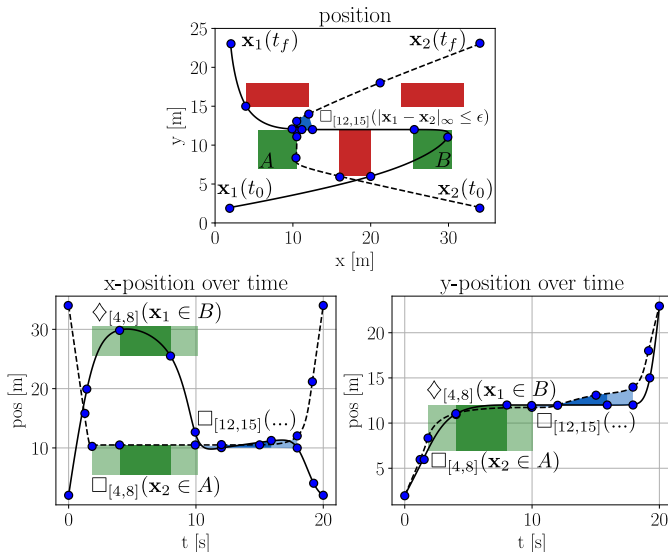 position
25
20
15
10
5
0
y [m]
𝐱₁(t_f)
𝐱₂(t_f)
□_[12,15](|𝐱₁ − 𝐱₂|_∞ ≤ ϵ)
A
B
𝐱₁(t₀)
𝐱₂(t₀)
0
10
20
30
x [m]
x-position over time
30
20
10
pos [m]
◇_[4,8](𝐱₁ ∈ B)
□_[12,15](...)
□_[4,8](𝐱₂ ∈ A)
0
10
20
t [s]
y-position over time
20
15
10
5
pos [m]
◇_[4,8](𝐱₁ ∈ B)
□_[12,15](...)
□_[4,8](𝐱₂ ∈ A)
0
10
20
t [s]